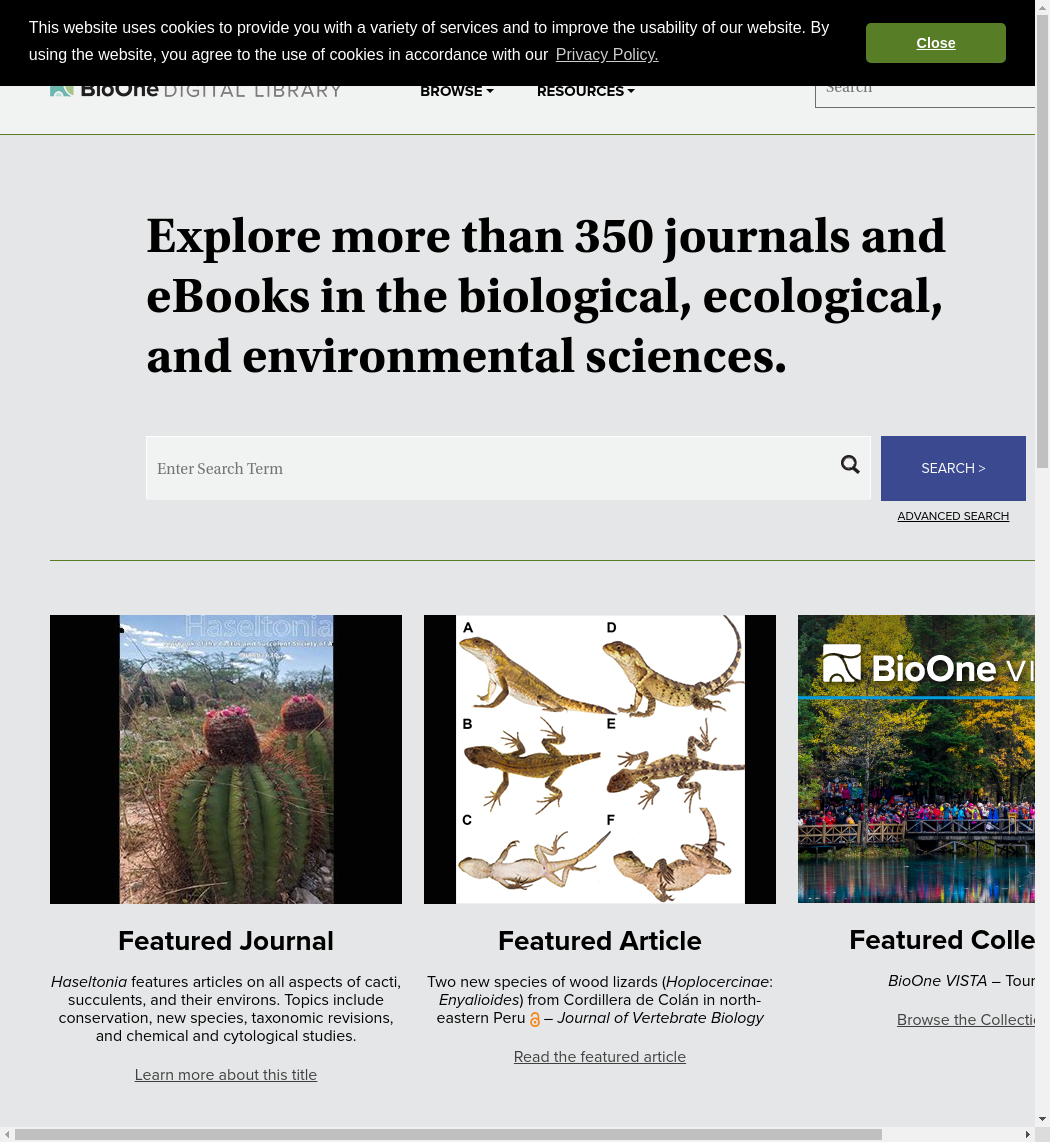 This website uses cookies to provide you with a variety of services and to improve the usability of our website. By
using the website, you agree to the use of cookies in accordance with our Privacy Policy.
Close
BioOne DIGITAL LIBRARY
BROWSE
RESOURCES
Search
Explore more than 350 journals and
eBooks in the biological, ecological,
and environmental sciences.
Enter Search Term
SEARCH >
ADVANCED SEARCH
Haseltonia
A
D
B
E
C
F
BioOne VI
Featured Journal
Haseltonia features articles on all aspects of cacti,
succulents, and their environs. Topics include
conservation, new species, taxonomic revisions,
and chemical and cytological studies.
Learn more about this title
Featured Article
Two new species of wood lizards (Hoplocercinae:
Enyalioides) from Cordillera de Colán in north-
eastern Peru – Journal of Vertebrate Biology
Read the featured article
Featured Colle
BioOne VISTA – Tour
Browse the Collectio